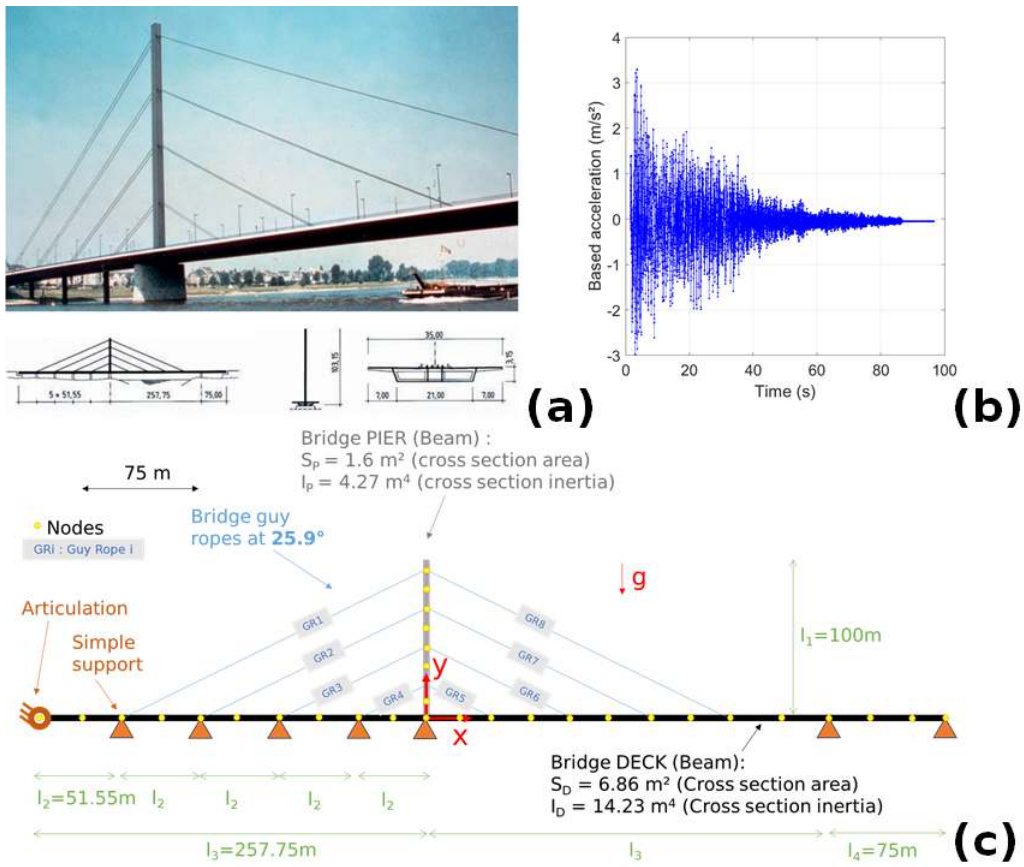 5 × 51,55
257,75
75,00
103,15
35,00
3,15
7,00
21,00
7,00
(a)
Based acceleration (m/s²)
4
3
2
1
0
-1
-2
-3
0
20
40
60
80
100
Time (s)
(b)
Bridge PIER (Beam) :
S_P = 1.6 m² (cross section area)
I_P = 4.27 m⁴ (cross section inertia)
75 m
Nodes
GRi : Guy Rope i
Bridge guy
ropes at 25.9°
g
Articulation
Simple
support
GR1
GR2
GR3
GR4
GR5
GR6
GR7
GR8
l₁=100m
y
x
Bridge DECK (Beam):
S_D = 6.86 m² (Cross section area)
I_D = 14.23 m⁴ (Cross section inertia)
l₂=51.55m
l₂
l₂
l₂
l₂
l₃=257.75m
l₃
l₄=75m
(c)